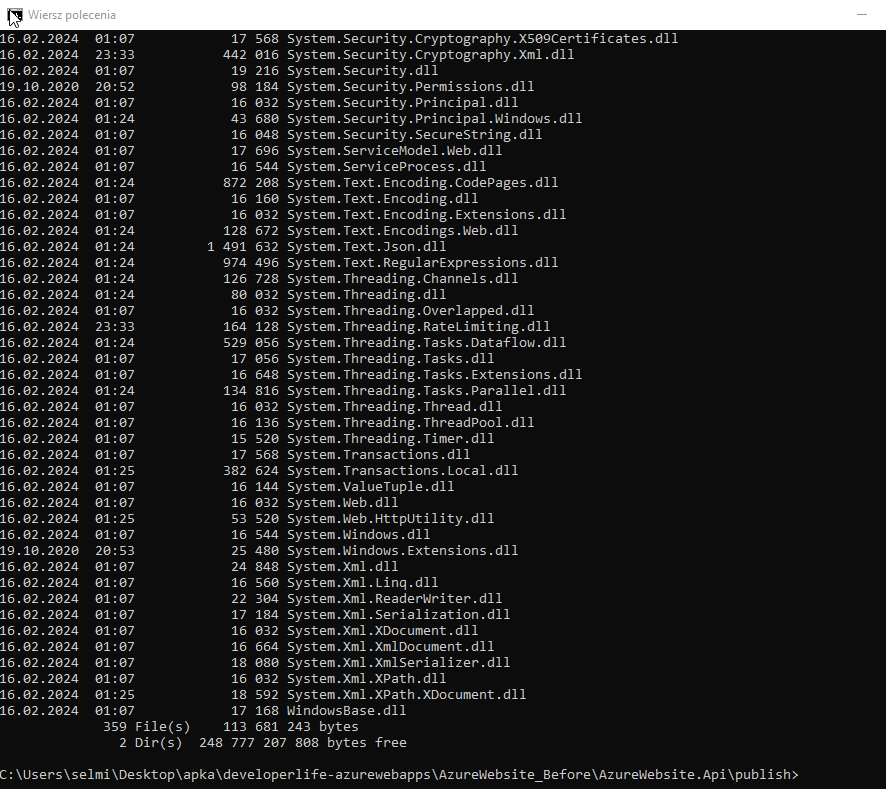 Wiersz polecenia
16.02.2024  01:07            17 568 System.Security.Cryptography.X509Certificates.dll
16.02.2024  23:33           442 016 System.Security.Cryptography.Xml.dll
16.02.2024  01:07            19 216 System.Security.dll
19.10.2020  20:52            98 184 System.Security.Permissions.dll
16.02.2024  01:07            16 032 System.Security.Principal.dll
16.02.2024  01:24            43 680 System.Security.Principal.Windows.dll
16.02.2024  01:07            16 048 System.Security.SecureString.dll
16.02.2024  01:07            17 696 System.ServiceModel.Web.dll
16.02.2024  01:07            16 544 System.ServiceProcess.dll
16.02.2024  01:24           872 208 System.Text.Encoding.CodePages.dll
16.02.2024  01:07            16 160 System.Text.Encoding.dll
16.02.2024  01:07            16 032 System.Text.Encoding.Extensions.dll
16.02.2024  01:24           128 672 System.Text.Encodings.Web.dll
16.02.2024  01:24         1 491 632 System.Text.Json.dll
16.02.2024  01:24           974 496 System.Text.RegularExpressions.dll
16.02.2024  01:24           126 728 System.Threading.Channels.dll
16.02.2024  01:24            80 032 System.Threading.dll
16.02.2024  01:07            16 032 System.Threading.Overlapped.dll
16.02.2024  23:33           164 128 System.Threading.RateLimiting.dll
16.02.2024  01:24           529 056 System.Threading.Tasks.Dataflow.dll
16.02.2024  01:07            17 056 System.Threading.Tasks.dll
16.02.2024  01:07            16 648 System.Threading.Tasks.Extensions.dll
16.02.2024  01:24           134 816 System.Threading.Tasks.Parallel.dll
16.02.2024  01:07            16 032 System.Threading.Thread.dll
16.02.2024  01:07            16 136 System.Threading.ThreadPool.dll
16.02.2024  01:07            15 520 System.Threading.Timer.dll
16.02.2024  01:07            17 568 System.Transactions.dll
16.02.2024  01:25           382 624 System.Transactions.Local.dll
16.02.2024  01:07            16 144 System.ValueTuple.dll
16.02.2024  01:07            16 032 System.Web.dll
16.02.2024  01:25            53 520 System.Web.HttpUtility.dll
16.02.2024  01:07            16 544 System.Windows.dll
19.10.2020  20:53            25 480 System.Windows.Extensions.dll
16.02.2024  01:07            24 848 System.Xml.dll
16.02.2024  01:07            16 560 System.Xml.Linq.dll
16.02.2024  01:07            22 304 System.Xml.ReaderWriter.dll
16.02.2024  01:07            17 184 System.Xml.Serialization.dll
16.02.2024  01:07            16 032 System.Xml.XDocument.dll
16.02.2024  01:07            16 664 System.Xml.XmlDocument.dll
16.02.2024  01:07            18 080 System.Xml.XmlSerializer.dll
16.02.2024  01:07            16 032 System.Xml.XPath.dll
16.02.2024  01:25            18 592 System.Xml.XPath.XDocument.dll
16.02.2024  01:07            17 168 WindowsBase.dll
359 File(s)    113 681 243 bytes
2 Dir(s)  248 777 207 808 bytes free
C:\Users\selmi\Desktop\apka\developerlife-azurewebapps\AzureWebsite_Before\AzureWebsite.Api\publish>